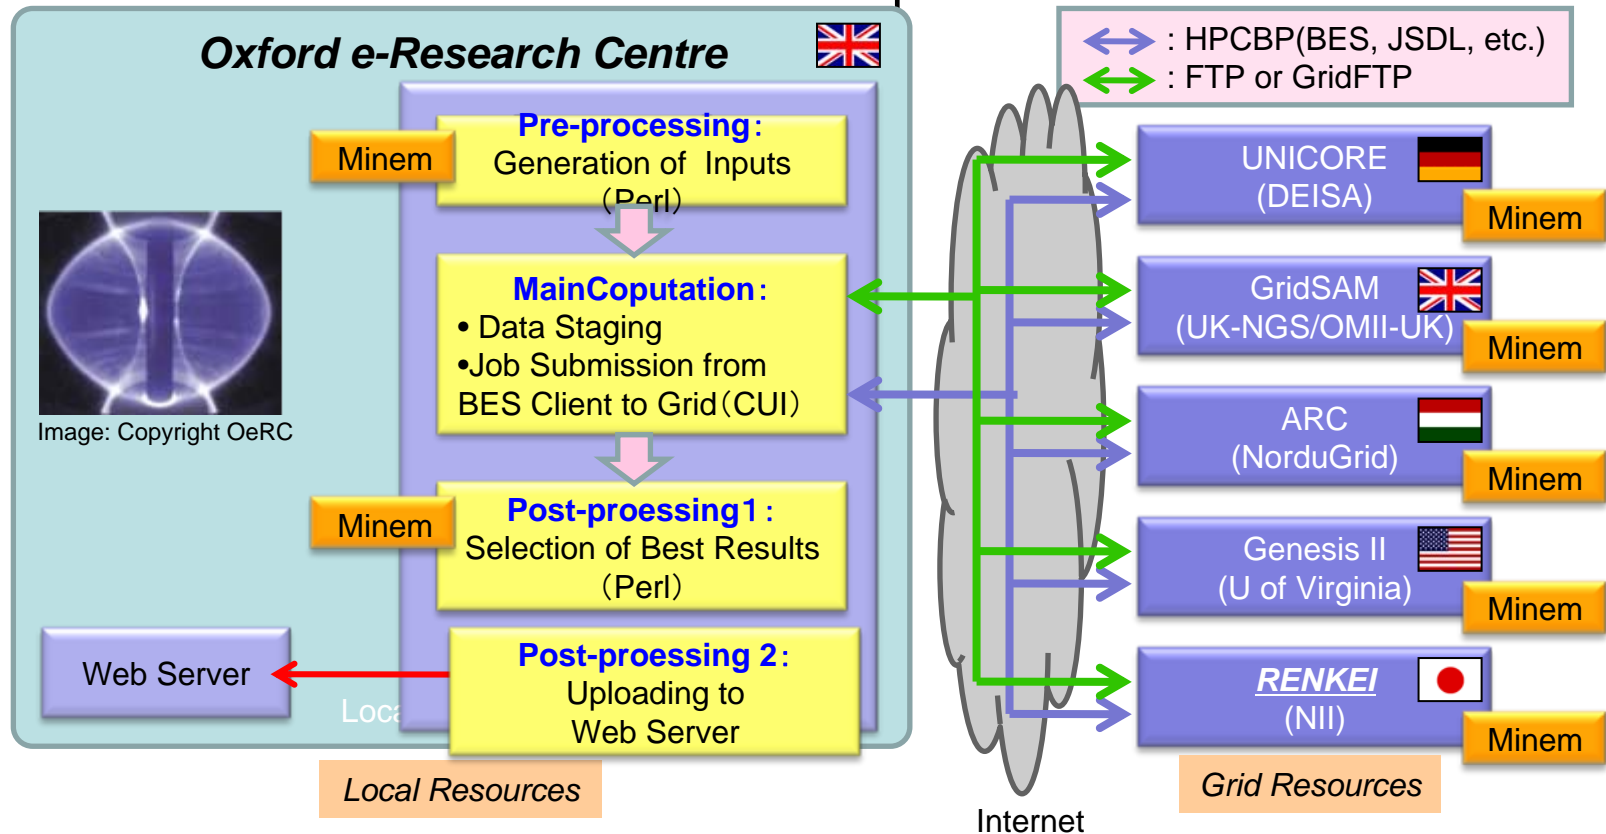 Oxford e-Research Centre
Pre-processing：
Generation of Inputs
（Perl）
Minem
MainCoputation：
• Data Staging
•Job Submission from
BES Client to Grid（CUI）
Image: Copyright OeRC
Post-proessing１：
Selection of Best Results
（Perl）
Minem
Post-proessing 2：
Uploading to
Web Server
Web Server
Local Resources
Internet
: HPCBP(BES, JSDL, etc.)
: FTP or GridFTP
UNICORE
(DEISA)
Minem
GridSAM
(UK-NGS/OMII-UK)
Minem
ARC
(NorduGrid)
Minem
Genesis II
(U of Virginia)
Minem
RENKEI
(NII)
Minem
Grid Resources